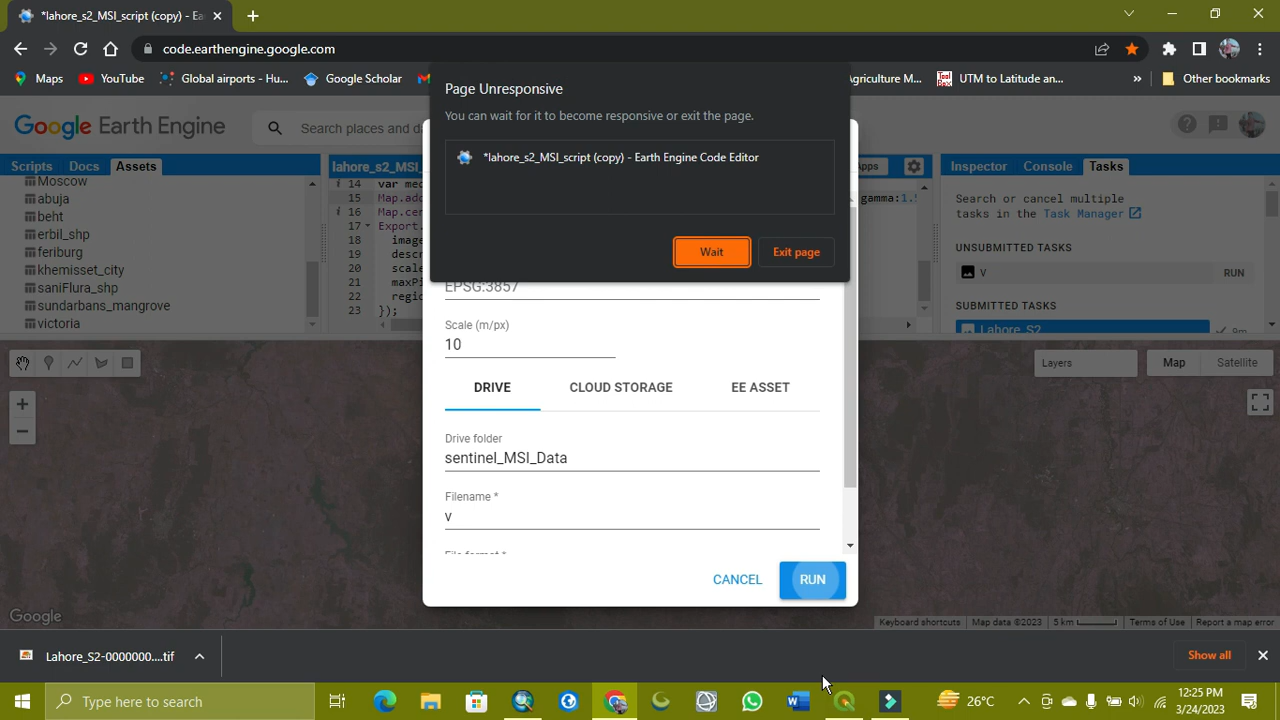 *lahore_s2_MSI_script (copy) - Ea
code.earthengine.google.com
Maps
YouTube
Global airports - Hu...
Google Scholar
Agriculture M...
UTM to Latitude an...
»
Other bookmarks
Page Unresponsive
You can wait for it to become responsive or exit the page.
*lahore_s2_MSI_script (copy) - Earth Engine Code Editor
Wait
Exit page
Google Earth Engine
Search places and da
Scripts
Docs
Assets
Moscow
abuja
beht
erbil_shp
feriburg
khemisset_city
saniFlura_shp
sundarbans_mangrove
victoria
lahore_s2_MSI_
Apps
i 14 var med
15 Map.add
gamma:1.5
i 16 Map.cen
17 Export.
18 image
19 descr
20 scale
21 maxPi
22 regio
23 });
Inspector
Console
Tasks
Search or cancel multiple
tasks in the Task Manager
UNSUBMITTED TASKS
V
RUN
SUBMITTED TASKS
Lahore_S2
9m
EPSG:3857
Scale (m/px)
10
DRIVE
CLOUD STORAGE
EE ASSET
Drive folder
sentinel_MSI_Data
Filename *
v
File format *
CANCEL
RUN
Layers
Map
Satellite
Google
Keyboard shortcuts
Map data ©2023
5 km
Terms of Use
Report a map error
Lahore_S2-0000000....tif
Show all
Type here to search
26°C
12:25 PM
3/24/2023